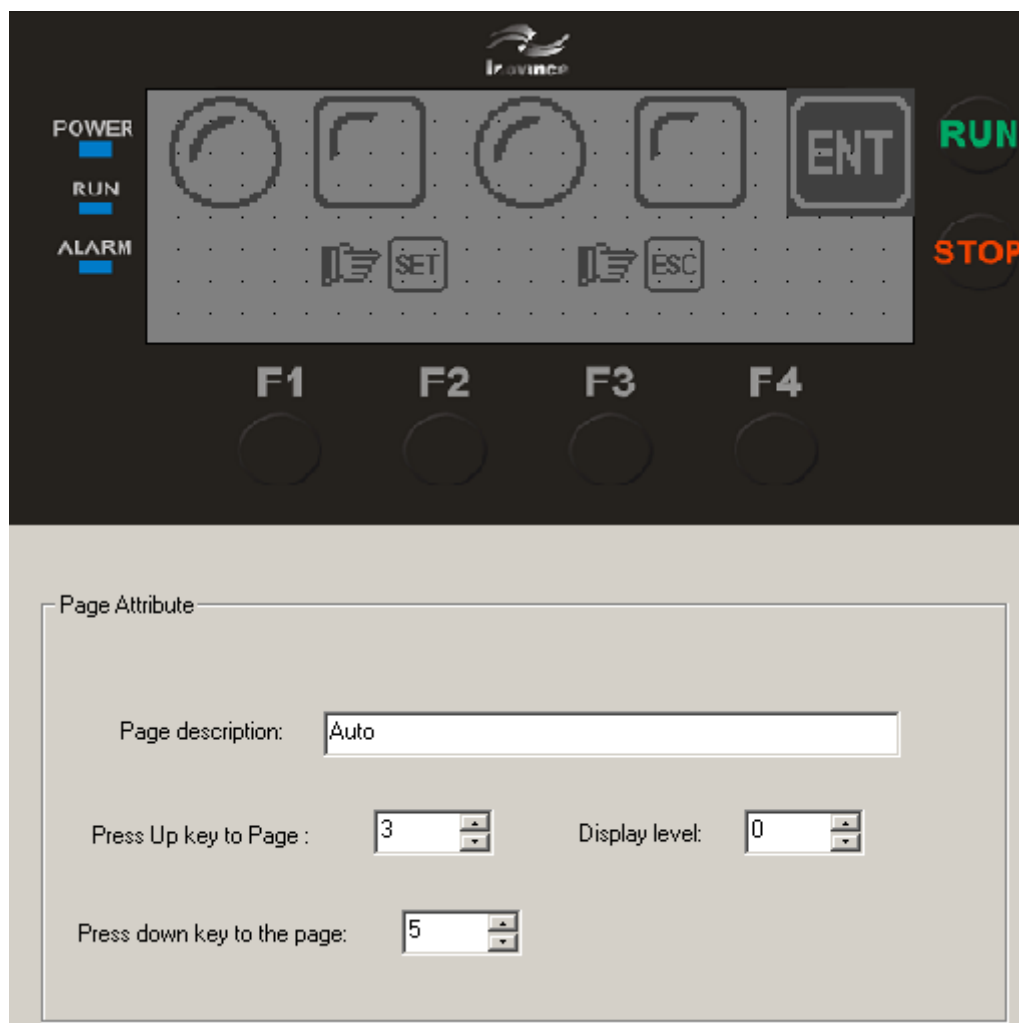 Inovince
POWER
RUN
ALARM
ENT
RUN
SET
ESC
STOP
F1 F2 F3 F4
Page Attribute
Page description: Auto
Press Up key to Page : 3 Display level: 0
Press down key to the page: 5